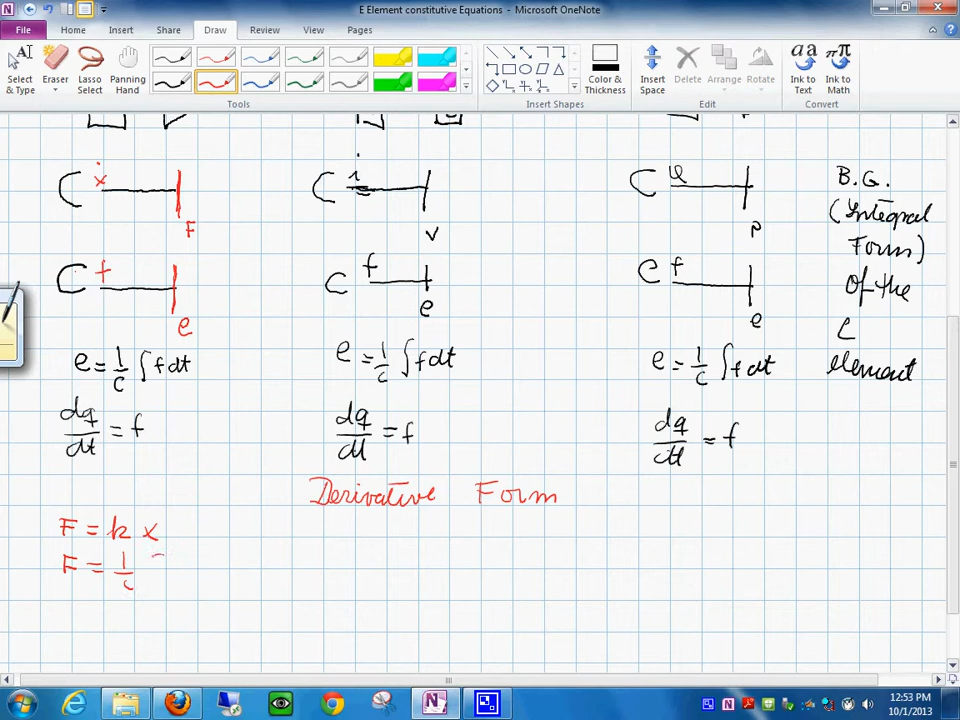 E Element constitutive Equations - Microsoft OneNote
File Home Insert Share Draw Review View Pages
Select & Type
Eraser
Lasso Select
Panning Hand
Color & Thickness
Insert Space
Delete
Arrange
Rotate
Ink to Text
Ink to Math
Tools
Insert Shapes
Edit
Convert
C ẋ F
C i V
C Q P
B.G.
(Integral
Form)
of the
C
element
C f e
C f e
C f e
e = 1/C ∫ f dt
e = 1/C ∫ f dt
e = 1/C ∫ f dt
dq/dt = f
dq/dt = f
dq/dt = f
Derivative Form
F = k x
F = 1/C
12:53 PM
10/1/2013